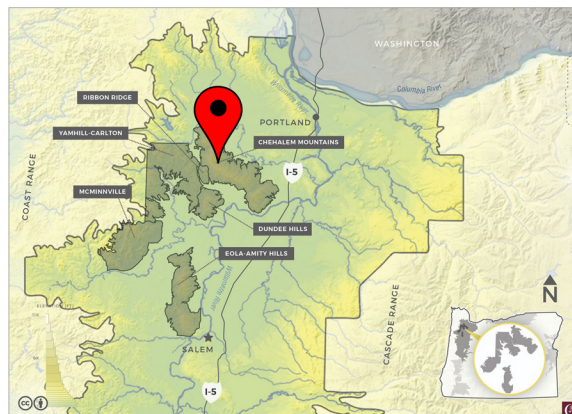 WASHINGTON
Columbia River
RIBBON RIDGE
PORTLAND
YAMHILL-CARLTON
CHEHALEM MOUNTAINS
I-5
COAST RANGE
MCMINNVILLE
DUNDEE HILLS
EOLA-AMITY HILLS
N
CASCADE RANGE
SALEM
I-5
cc